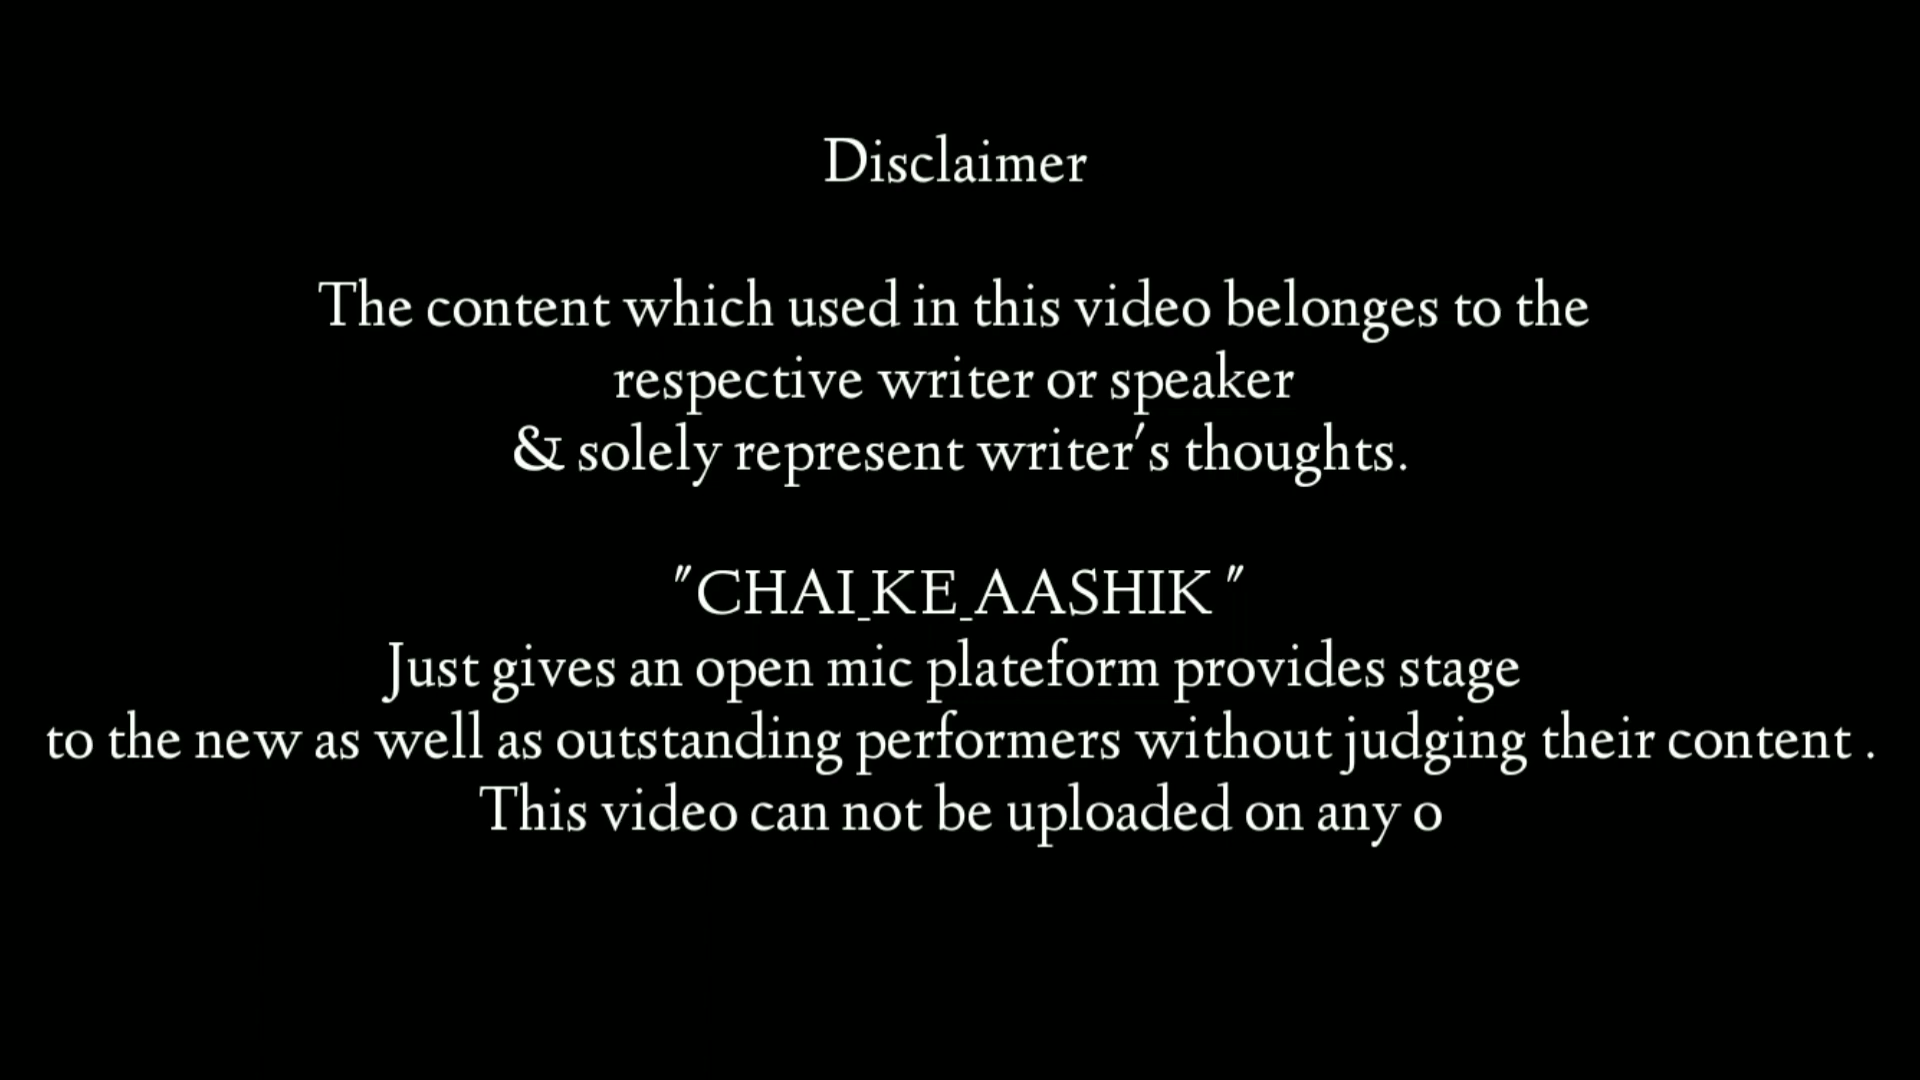 Disclaimer
The content which used in this video belonges to the
respective writer or speaker
& solely represent writer's thoughts.
"CHAI_KE_AASHIK "
Just gives an open mic plateform provides stage
to the new as well as outstanding performers without judging their content .
This video can not be uploaded on any o